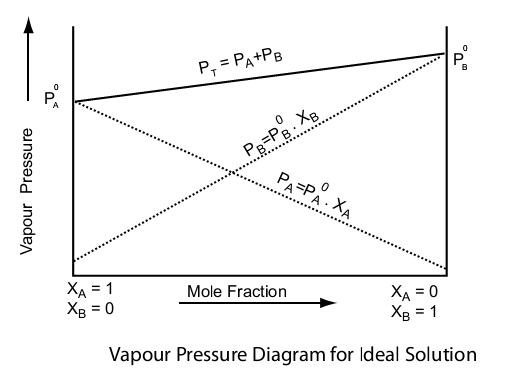 P_T = P_A+P_B
P_A^0
P_B^0
P_B=P_B^0 . X_B
P_A=P_A^0 . X_A
Vapour Pressure
X_A = 1
X_B = 0
Mole Fraction
X_A = 0
X_B = 1
Vapour Pressure Diagram for Ideal Solution